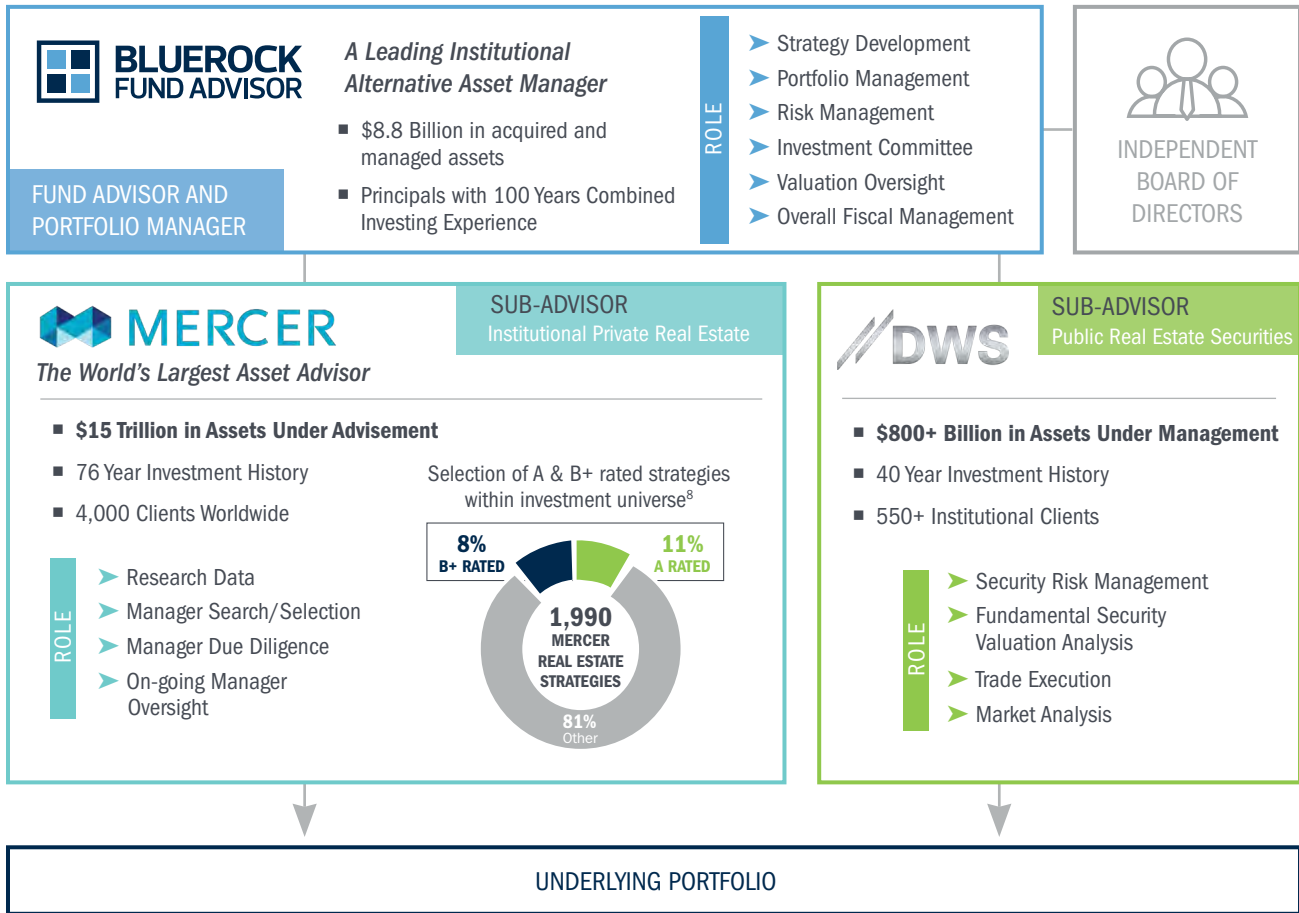 BLUEROCK
FUND ADVISOR
FUND ADVISOR AND
PORTFOLIO MANAGER
A Leading Institutional
Alternative Asset Manager
■ $8.8 Billion in acquired and
managed assets
■ Principals with 100 Years Combined
Investing Experience
ROLE
➤ Strategy Development
➤ Portfolio Management
➤ Risk Management
➤ Investment Committee
➤ Valuation Oversight
➤ Overall Fiscal Management
INDEPENDENT
BOARD OF
DIRECTORS
MERCER
The World’s Largest Asset Advisor
SUB-ADVISOR
Institutional Private Real Estate
■ $15 Trillion in Assets Under Advisement
■ 76 Year Investment History
■ 4,000 Clients Worldwide
ROLE
➤ Research Data
➤ Manager Search/Selection
➤ Manager Due Diligence
➤ On-going Manager
Oversight
Selection of A & B+ rated strategies
within investment universe⁸
8%
B+ RATED
11%
A RATED
1,990
MERCER
REAL ESTATE
STRATEGIES
81%
Other
DWS
SUB-ADVISOR
Public Real Estate Securities
■ $800+ Billion in Assets Under Management
■ 40 Year Investment History
■ 550+ Institutional Clients
ROLE
➤ Security Risk Management
➤ Fundamental Security
Valuation Analysis
➤ Trade Execution
➤ Market Analysis
UNDERLYING PORTFOLIO